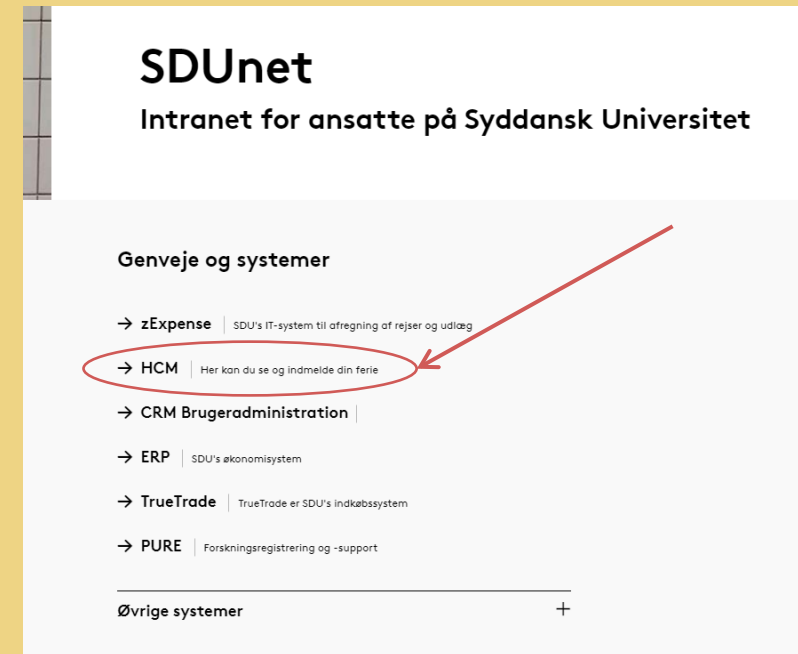 SDUnet
Intranet for ansatte på Syddansk Universitet
Genveje og systemer
→ zExpense | SDU's IT-system til afregning af rejser og udlæg
→ HCM | Her kan du se og indmelde din ferie
→ CRM Brugeradministration |
→ ERP | SDU's økonomisystem
→ TrueTrade | TrueTrade er SDU's indkøbssystem
→ PURE | Forskningsregistrering og -support
Øvrige systemer +